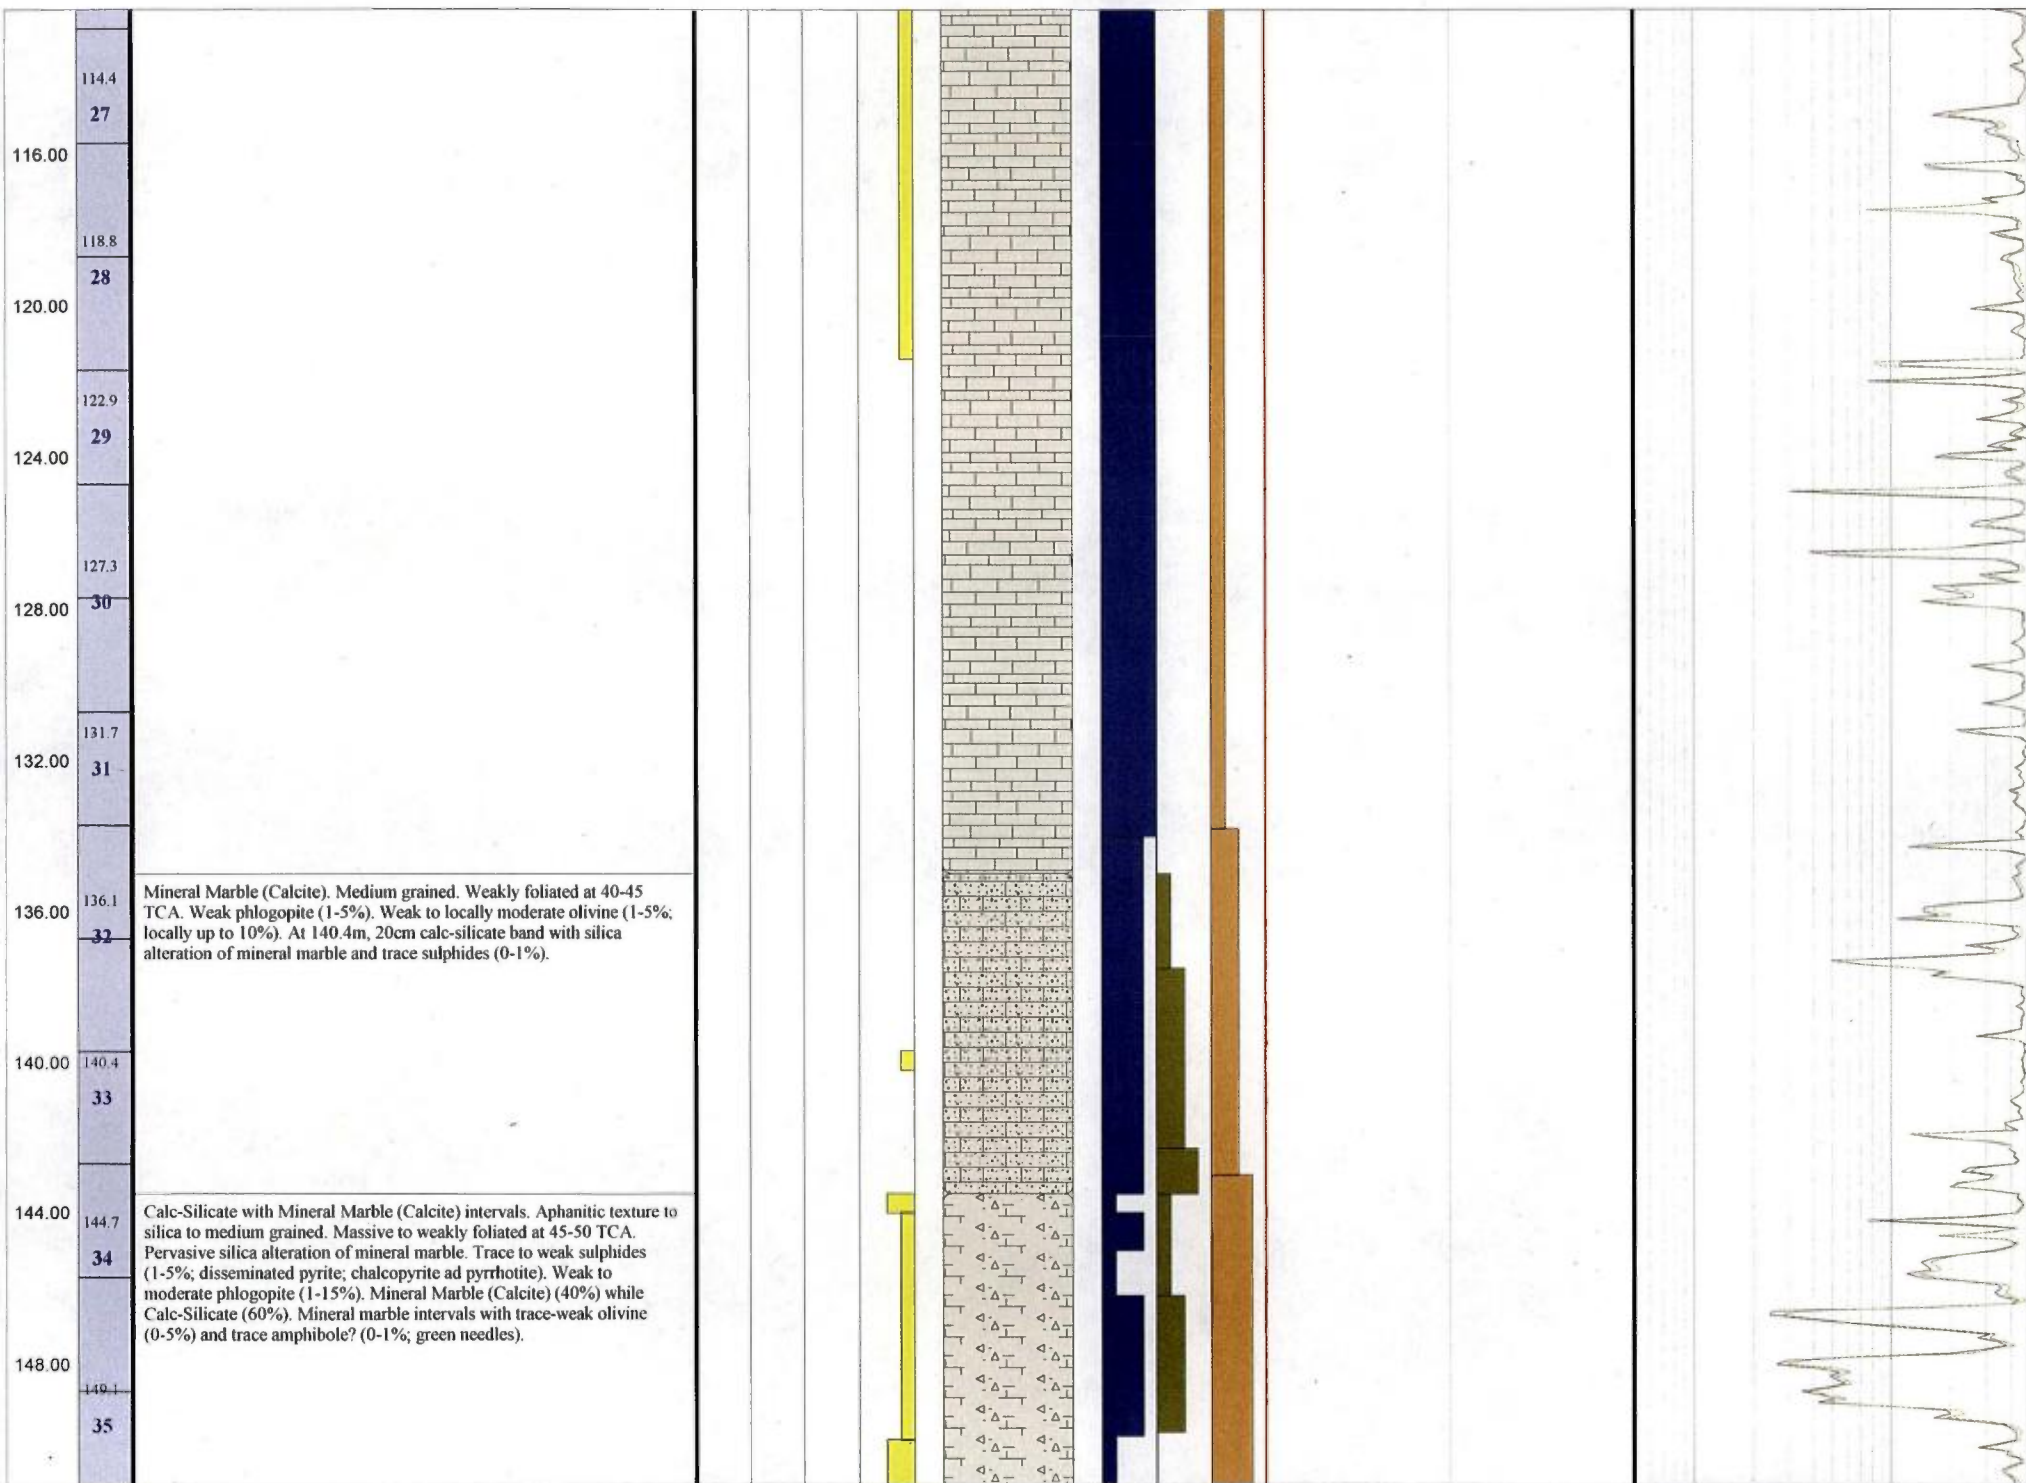 114.4
27
116.00
118.8
28
120.00
122.9
29
124.00
127.3
30
128.00
131.7
31
132.00
136.1
136.00
32
Mineral Marble (Calcite). Medium grained. Weakly foliated at 40-45
TCA. Weak phlogopite (1-5%). Weak to locally moderate olivine (1-5%;
locally up to 10%). At 140.4m, 20cm calc-silicate band with silica
alteration of mineral marble and trace sulphides (0-1%).
140.00
140.4
33
144.00
144.7
34
Calc-Silicate with Mineral Marble (Calcite) intervals. Aphanitic texture to
silica to medium grained. Massive to weakly foliated at 45-50 TCA.
Pervasive silica alteration of mineral marble. Trace to weak sulphides
(1-5%; disseminated pyrite; chalcopyrite ad pyrrhotite). Weak to
moderate phlogopite (1-15%). Mineral Marble (Calcite) (40%) while
Calc-Silicate (60%). Mineral marble intervals with trace-weak olivine
(0-5%) and trace amphibole? (0-1%; green needles).
148.00
149.1
35